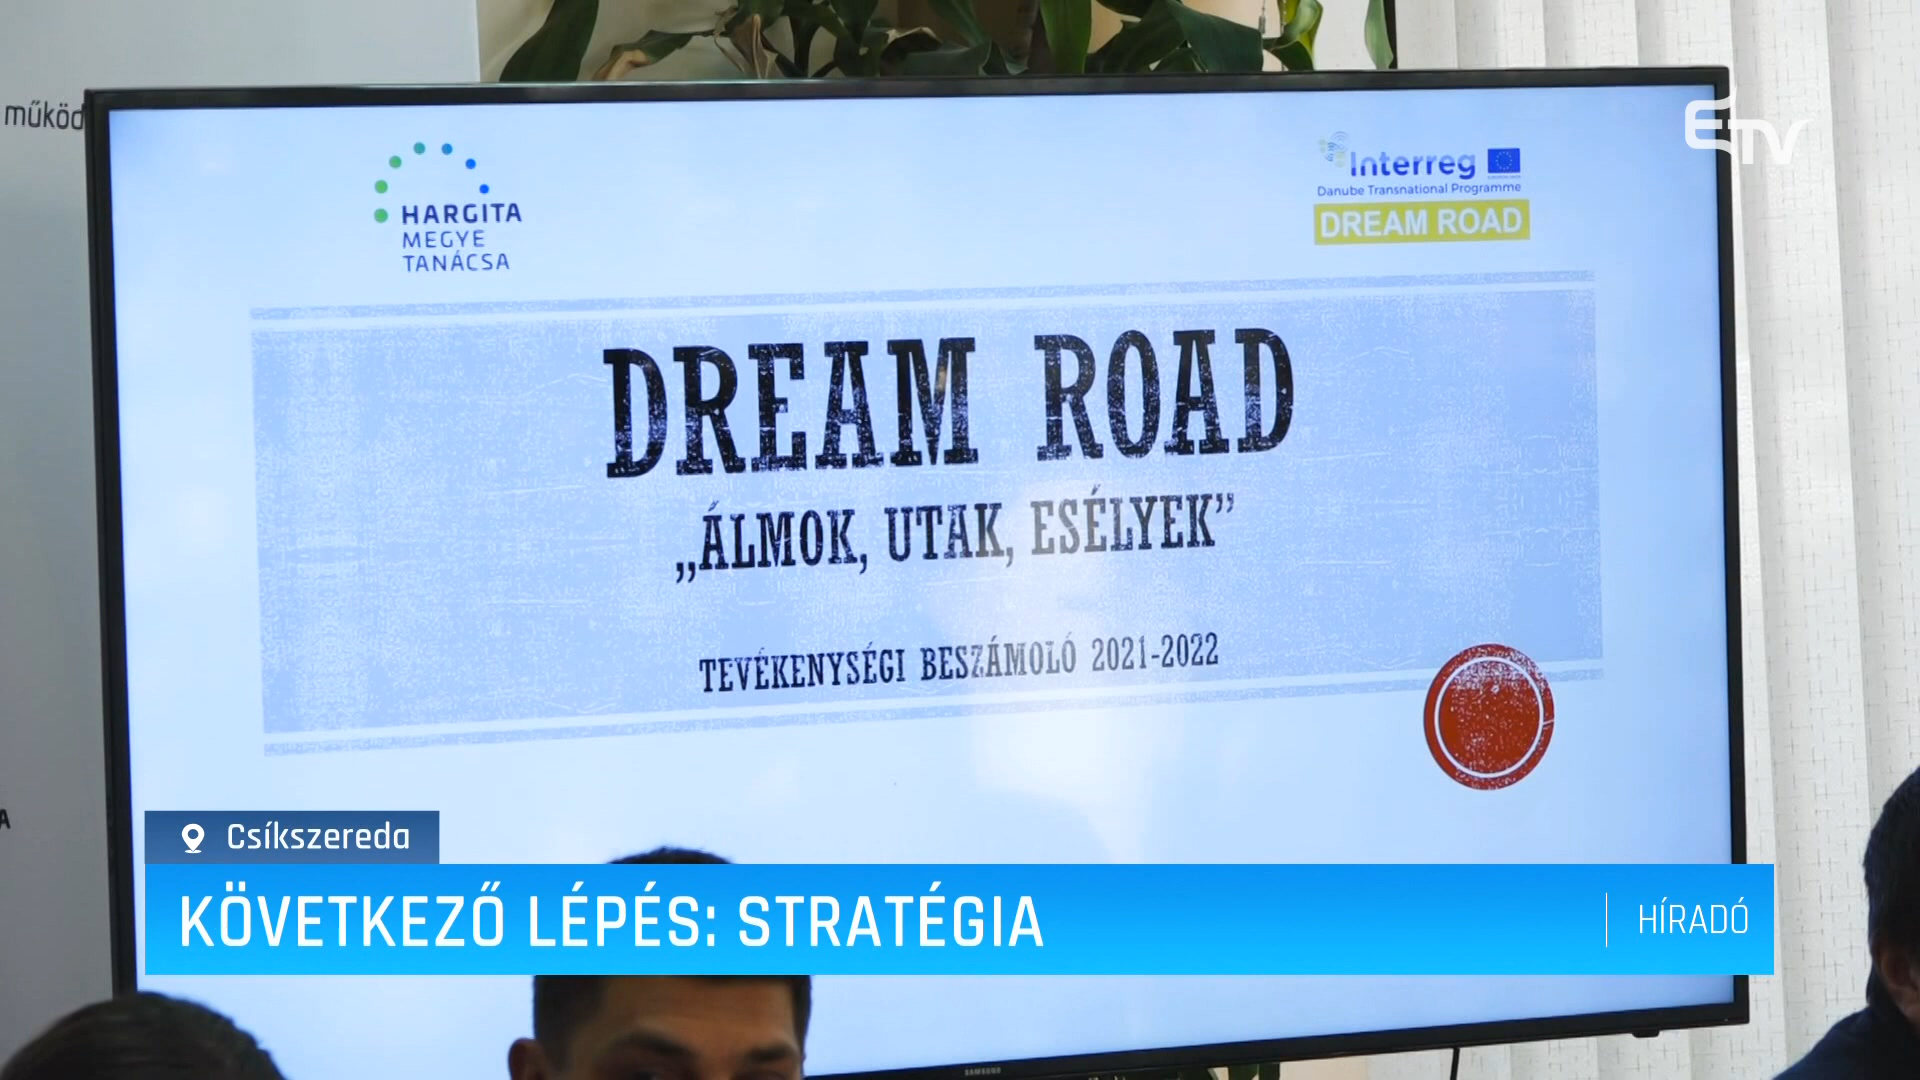 működ
ETV
HARGITA
MEGYE
TANÁCSA
Interreg
Danube Transnational Programme
DREAM ROAD
DREAM ROAD
„ÁLMOK, UTAK, ESÉLYEK”
TEVÉKENYSÉGI BESZÁMOLÓ 2021-2022
A
Csíkszereda
KÖVETKEZŐ LÉPÉS: STRATÉGIA
HÍRADÓ
SAMSUNG